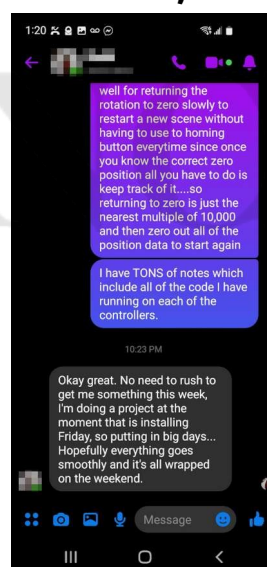 1:20
well for returning the
rotation to zero slowly to
restart a new scene without
having to use to homing
button everytime since once
you know the correct zero
position all you have to do is
keep track of it....so
returning to zero is just the
nearest multiple of 10,000
and then zero out all of the
position data to start again
I have TONS of notes which
include all of the code I have
running on each of the
controllers.
10:23 PM
Okay great. No need to rush to
get me something this week,
I'm doing a project at the
moment that is installing
Friday, so putting in big days...
Hopefully everything goes
smoothly and it's all wrapped
on the weekend.
Message